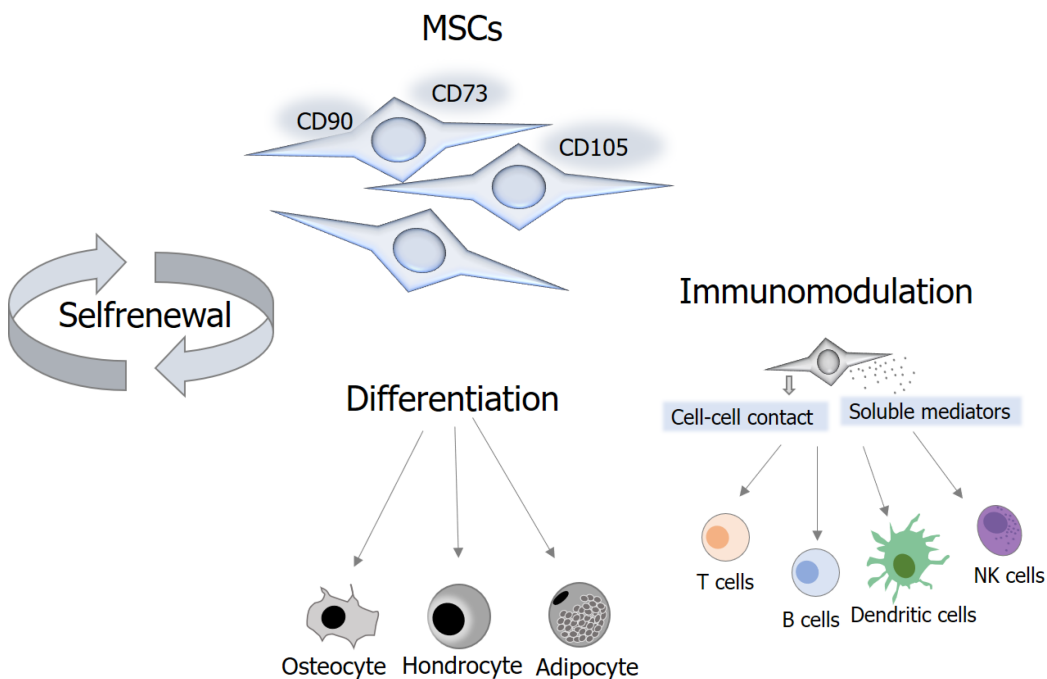 MSCs
CD73
CD90
CD105
Selfrenewal
Immunomodulation
Differentiation
Cell-cell contact
Soluble mediators
T cells
B cells
Dendritic cells
NK cells
Osteocyte
Hondrocyte
Adipocyte